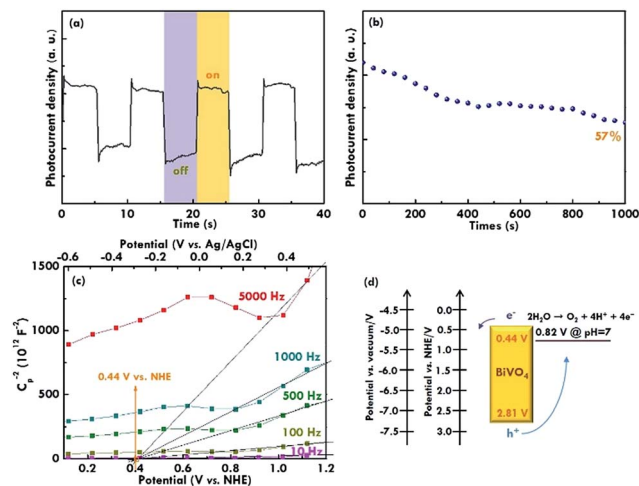 (a)
Photocurrent density (a. u.)
on
off
0 10 20 30 40
Time (s)
(b)
Photocurrent density (a. u.)
57%
0 200 400 600 800 1000
Times (s)
Potential (V vs. Ag/AgCl)
-0.6 -0.4 -0.2 0.0 0.2 0.4
(c)
C_p^-2 (10^12 F^-2)
1500
1000
500
0
5000 Hz
1000 Hz
500 Hz
100 Hz
10 Hz
0.44 V vs. NHE
0.2 0.4 0.6 0.8 1.0 1.2
Potential (V vs. NHE)
(d)
Potential vs. vacuum/V
-4.5
-5.0
-5.5
-6.0
-6.5
-7.0
-7.5
Potential vs. NHE/V
0.0
0.5
1.0
1.5
2.0
2.5
3.0
e⁻
2H₂O → O₂ + 4H⁺ + 4e⁻
0.82 V @ pH=7
0.44 V
BiVO₄
2.81 V
h⁺